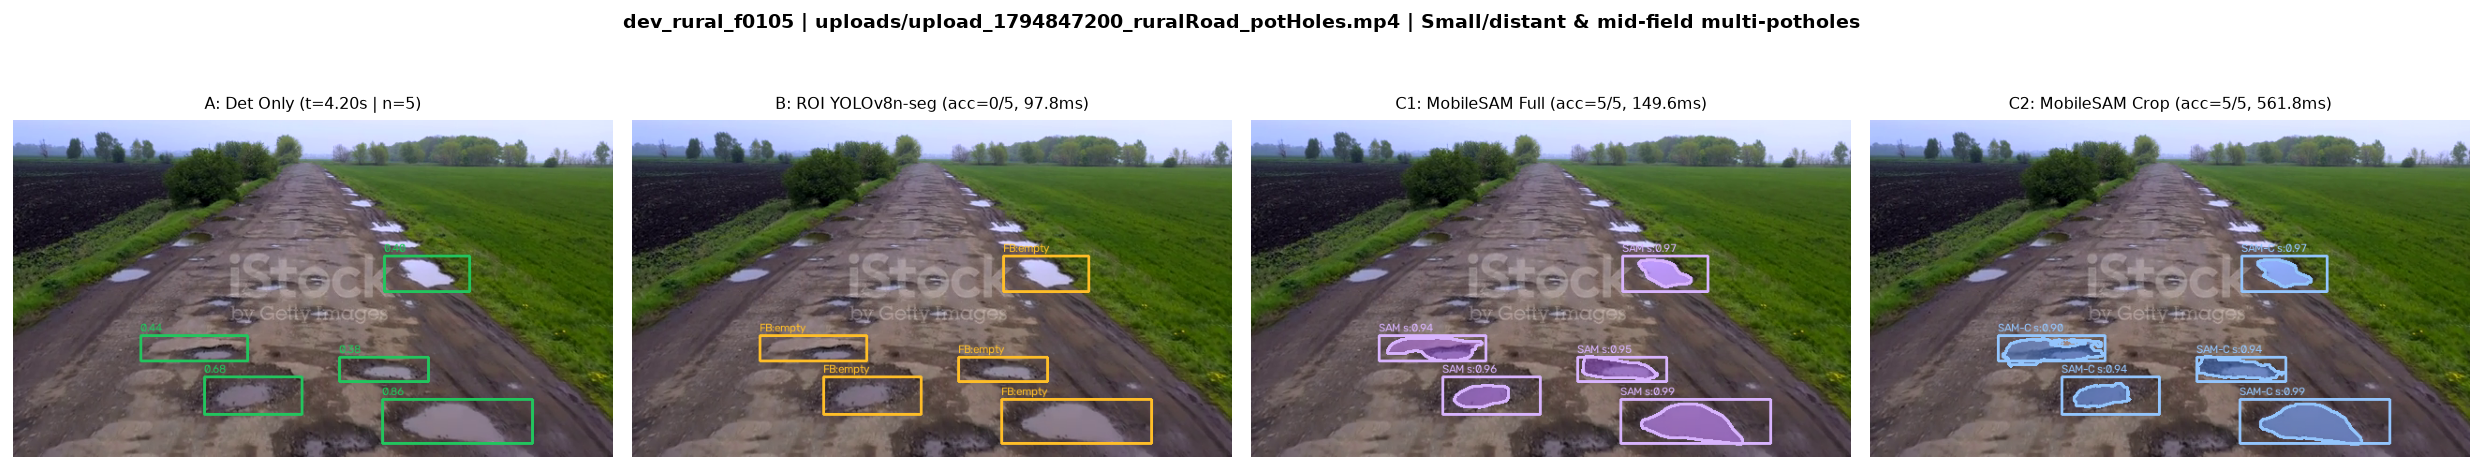 dev_rural_f0105 | uploads/upload_1794847200_ruralRoad_potHoles.mp4 | Small/distant & mid-field multi-potholes
A: Det Only (t=4.20s | n=5)
0.44
0.38
0.68
0.86
iStock
by Getty Images
B: ROI YOLOv8n-seg (acc=0/5, 97.8ms)
FB:empty
FB:empty
FB:empty
FB:empty
FB:empty
iStock
by Getty Images
C1: MobileSAM Full (acc=5/5, 149.6ms)
SAM s:0.97
SAM s:0.94
SAM s:0.95
SAM s:0.96
SAM s:0.99
iStock
by Getty Images
C2: MobileSAM Crop (acc=5/5, 561.8ms)
SAM-C s:0.97
SAM-C s:0.90
SAM-C s:0.94
SAM-C s:0.94
SAM-C s:0.99
iStock
by Getty Images